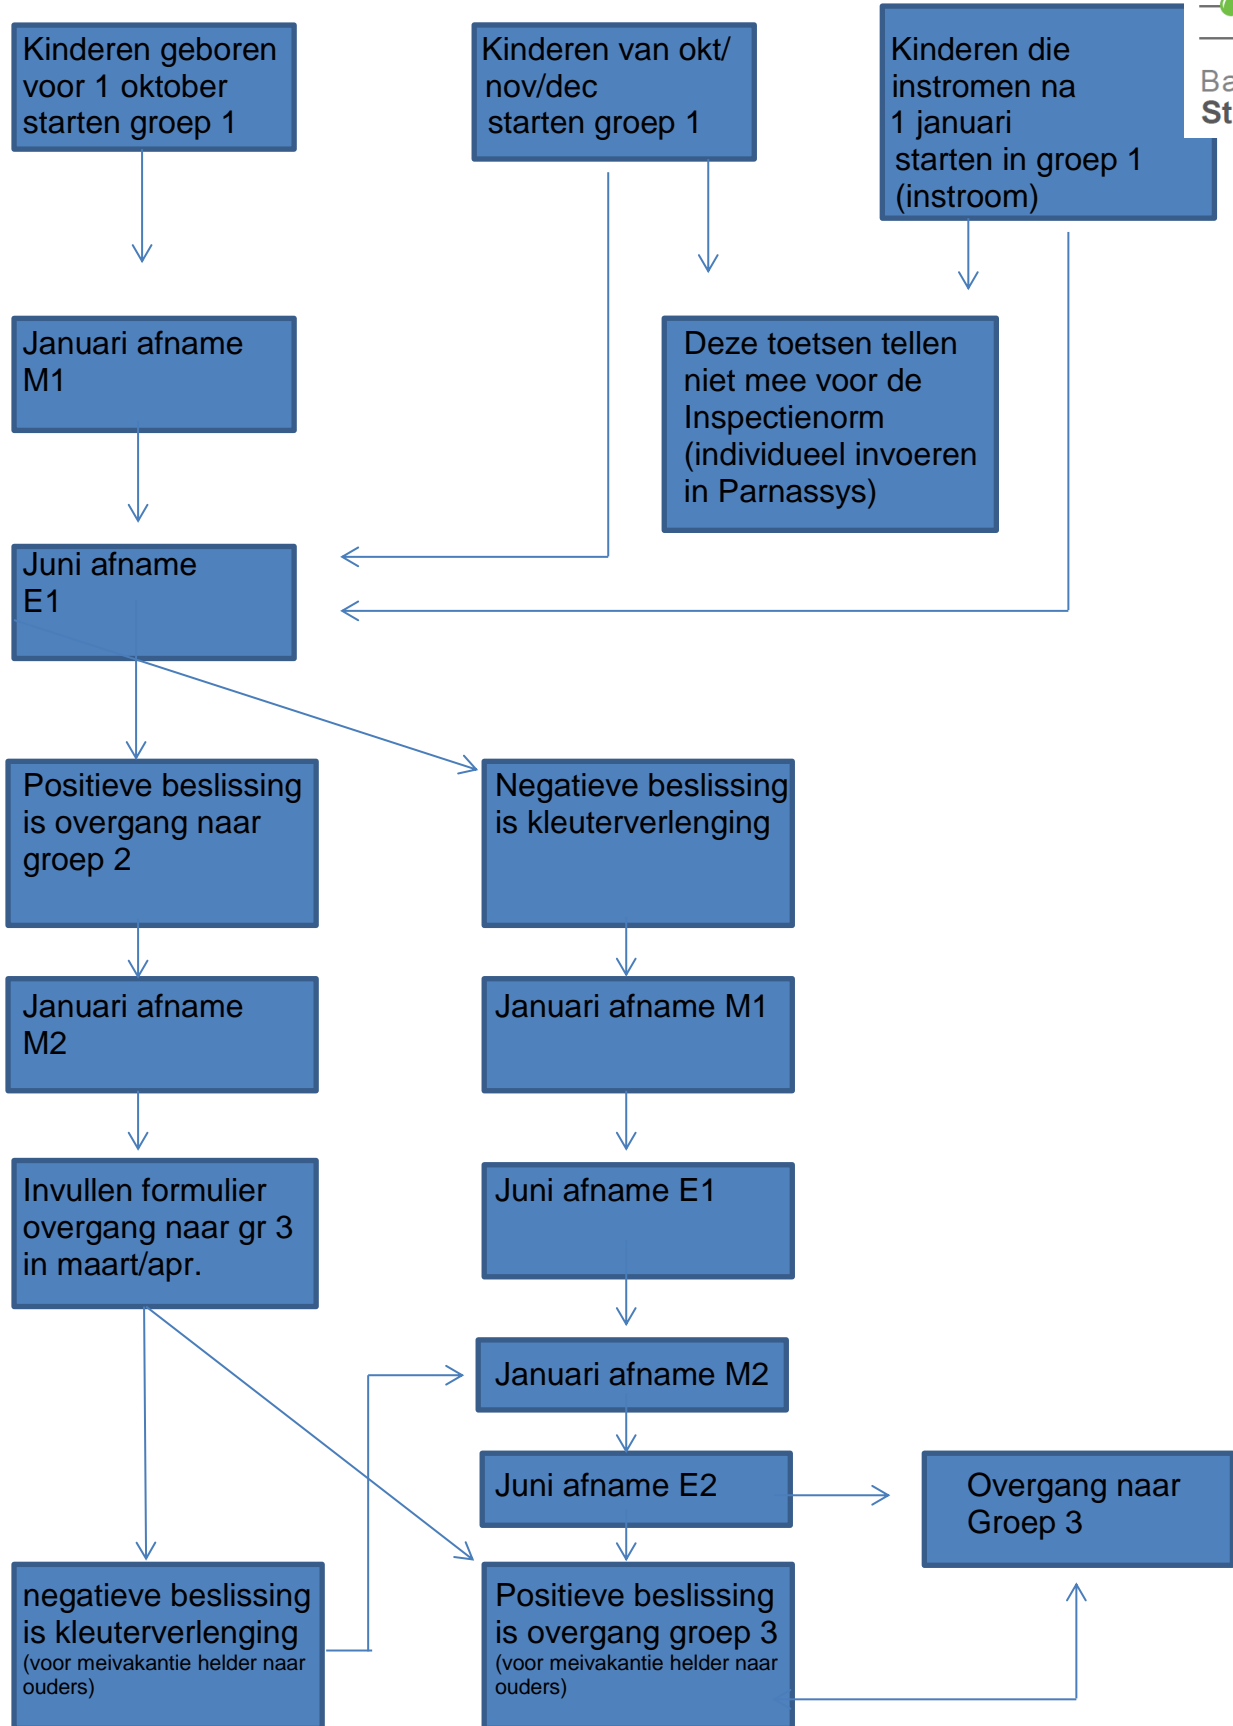 Kinderen geboren
voor 1 oktober
starten groep 1
Kinderen van okt/
nov/dec
starten groep 1
Kinderen die
instromen na
1 januari
starten in groep 1
(instroom)
Ba
St
Januari afname
M1
Deze toetsen tellen
niet mee voor de
Inspectienorm
(individueel invoeren
in Parnassys)
Juni afname
E1
Positieve beslissing
is overgang naar
groep 2
Negatieve beslissing
is kleuterverlenging
Januari afname
M2
Januari afname M1
Invullen formulier
overgang naar gr 3
in maart/apr.
Juni afname E1
Januari afname M2
Juni afname E2
Overgang naar
Groep 3
negatieve beslissing
is kleuterverlenging
(voor meivakantie helder naar
ouders)
Positieve beslissing
is overgang groep 3
(voor meivakantie helder naar
ouders)